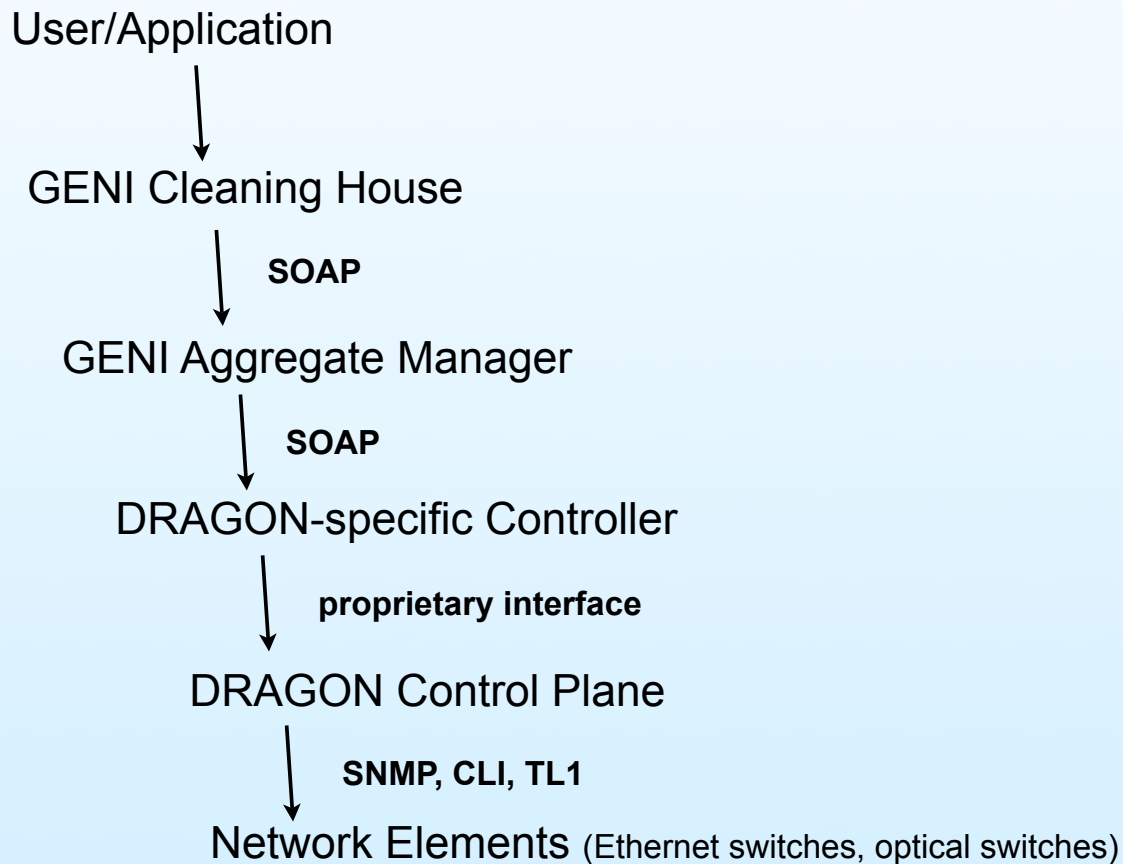 User/Application
GENI Cleaning House
SOAP
GENI Aggregate Manager
SOAP
DRAGON-specific Controller
proprietary interface
DRAGON Control Plane
SNMP, CLI, TL1
Network Elements (Ethernet switches, optical switches)